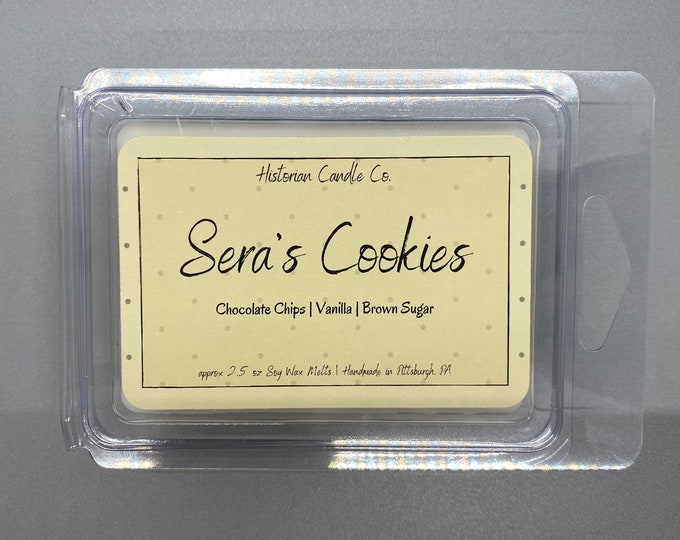 Historian Candle Co.
Sera's Cookies
Chocolate Chips | Vanilla | Brown Sugar
approx 2.5 oz Soy Wax Melts | Handmade in Pittsburgh, PA